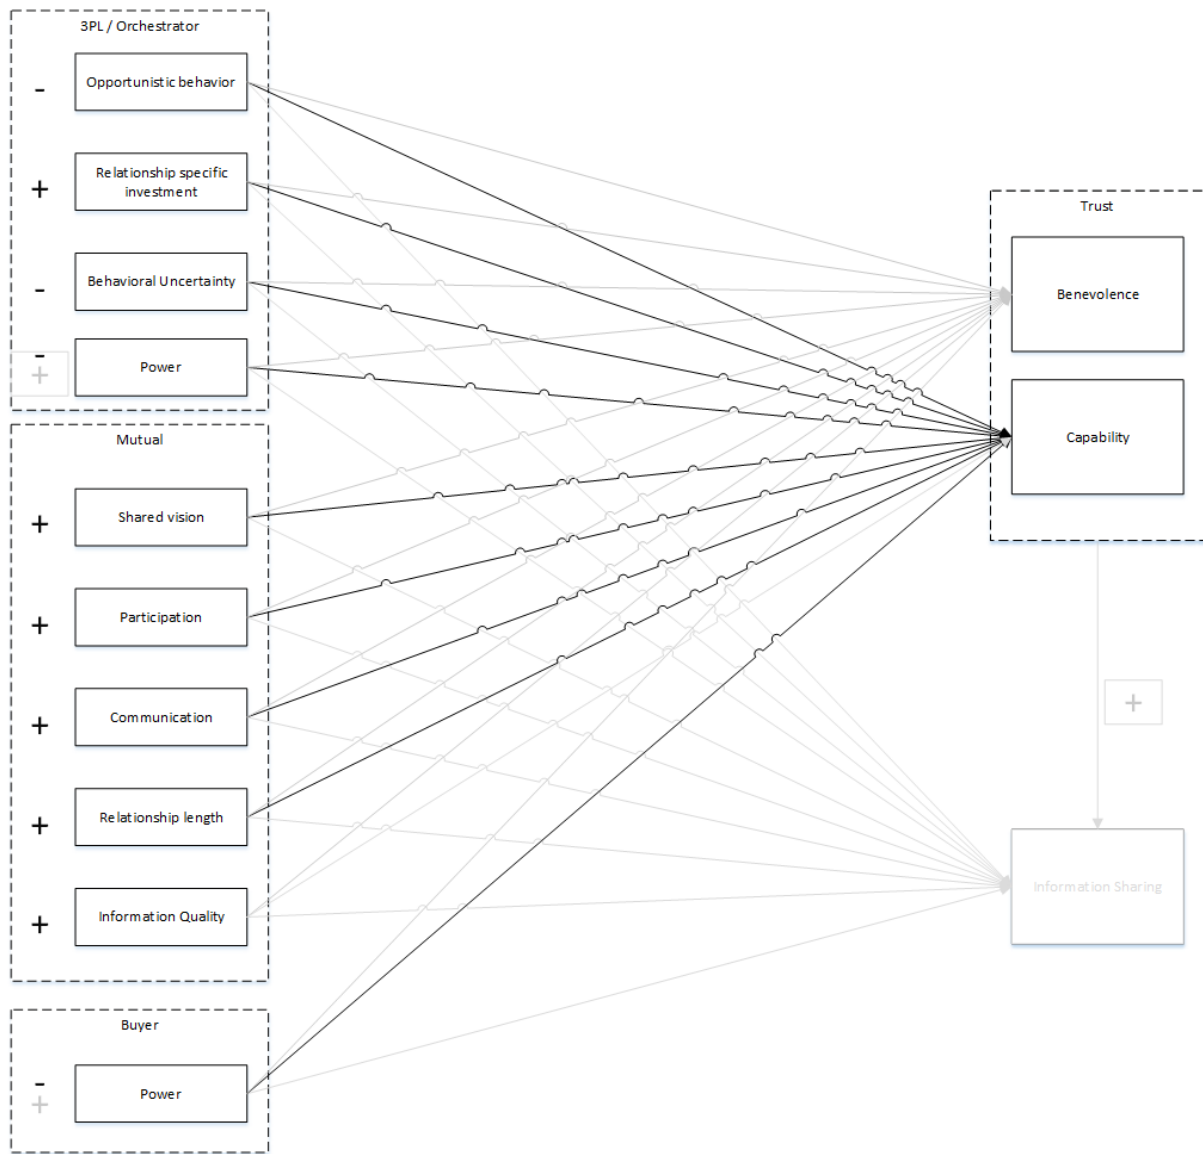 3PL / Orchestrator
-
Opportunistic behavior
+
Relationship specific
investment
-
Behavioral Uncertainty
-
+
Power
Mutual
+
Shared vision
+
Participation
+
Communication
+
Relationship length
+
Information Quality
Buyer
-
+
Power
Trust
Benevolence
Capability
+
Information Sharing